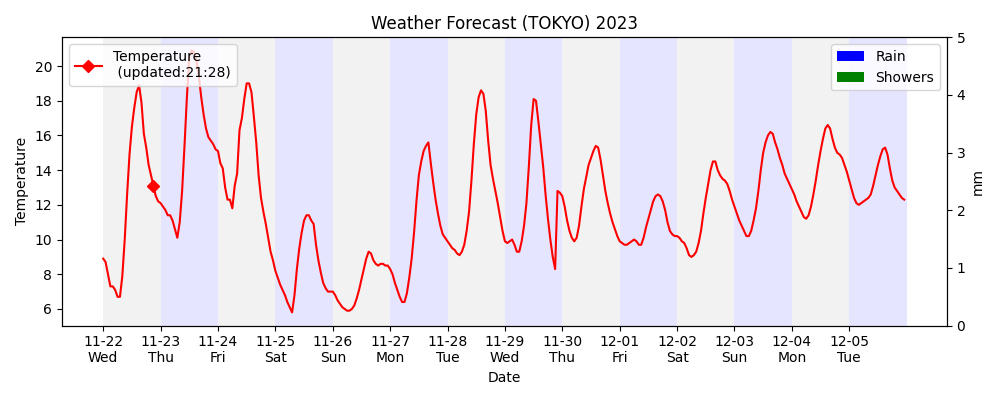 Weather Forecast (TOKYO) 2023
Temperature
(updated:21:28)
Rain
Showers
Temperature
20
18
16
14
12
10
8
6
5
4
3
2
1
0
mm
11-22 11-23 11-24 11-25 11-26 11-27 11-28 11-29 11-30 12-01 12-02 12-03 12-04 12-05
Wed Thu Fri Sat Sun Mon Tue Wed Thu Fri Sat Sun Mon Tue
Date